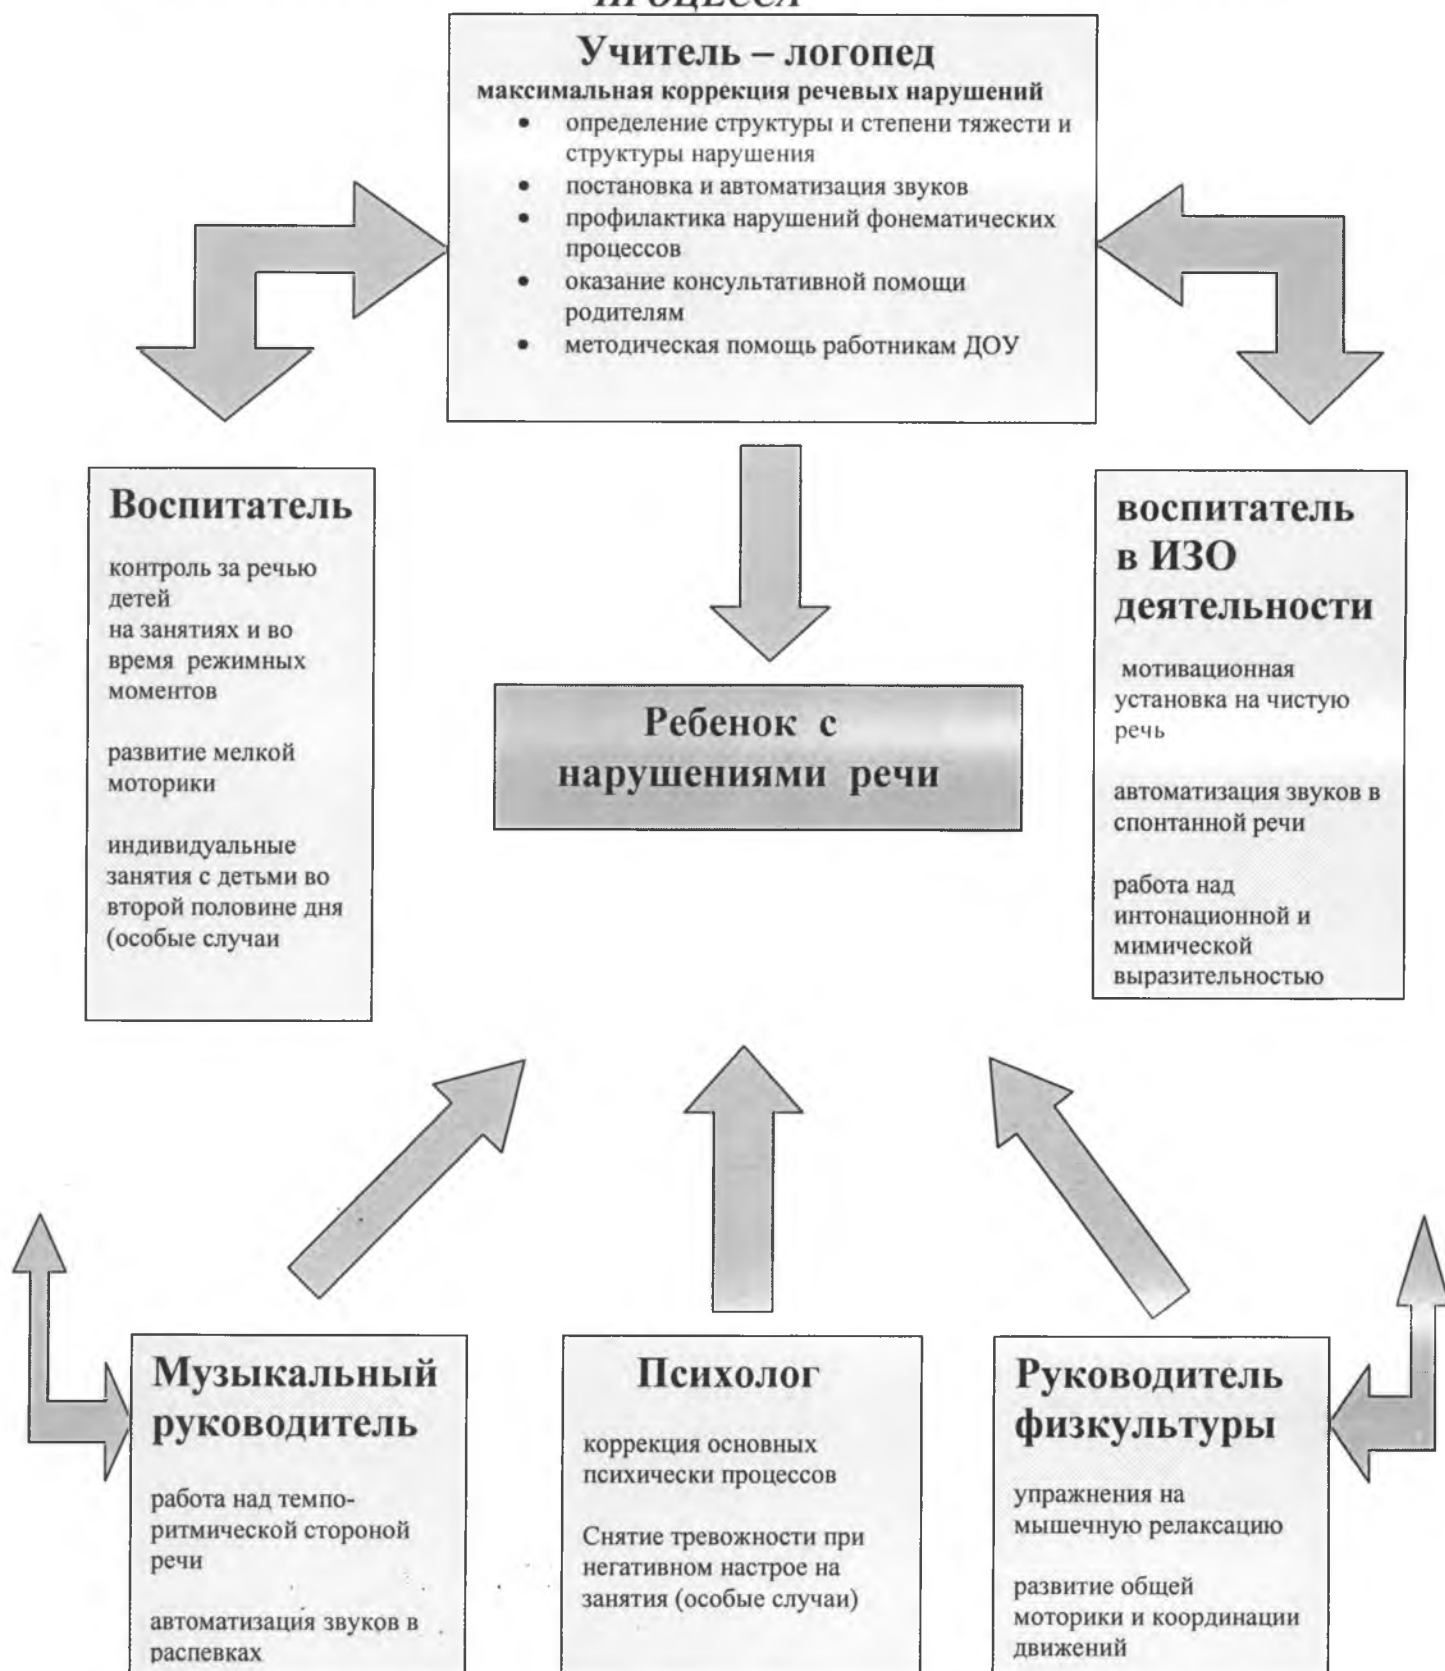 ПРОЦЕССА
Учитель – логопед
максимальная коррекция речевых нарушений
• определение структуры и степени тяжести и
структуры нарушения
• постановка и автоматизация звуков
• профилактика нарушений фонематических
процессов
• оказание консультативной помощи
родителям
• методическая помощь работникам ДОУ
Воспитатель
контроль за речью
детей
на занятиях и во
время режимных
моментов
развитие мелкой
моторики
индивидуальные
занятия с детьми во
второй половине дня
(особые случаи
Ребенок с
нарушениями речи
воспитатель
в ИЗО
деятельности
мотивационная
установка на чистую
речь
автоматизация звуков в
спонтанной речи
работа над
интонационной и
мимической
выразительностью
Музыкальный
руководитель
работа над темпо-
ритмической стороной
речи
автоматизация звуков в
распевках
Психолог
коррекция основных
психически процессов
Снятие тревожности при
негативном настрое на
занятия (особые случаи)
Руководитель
физкультуры
упражнения на
мышечную релаксацию
развитие общей
моторики и координации
движений